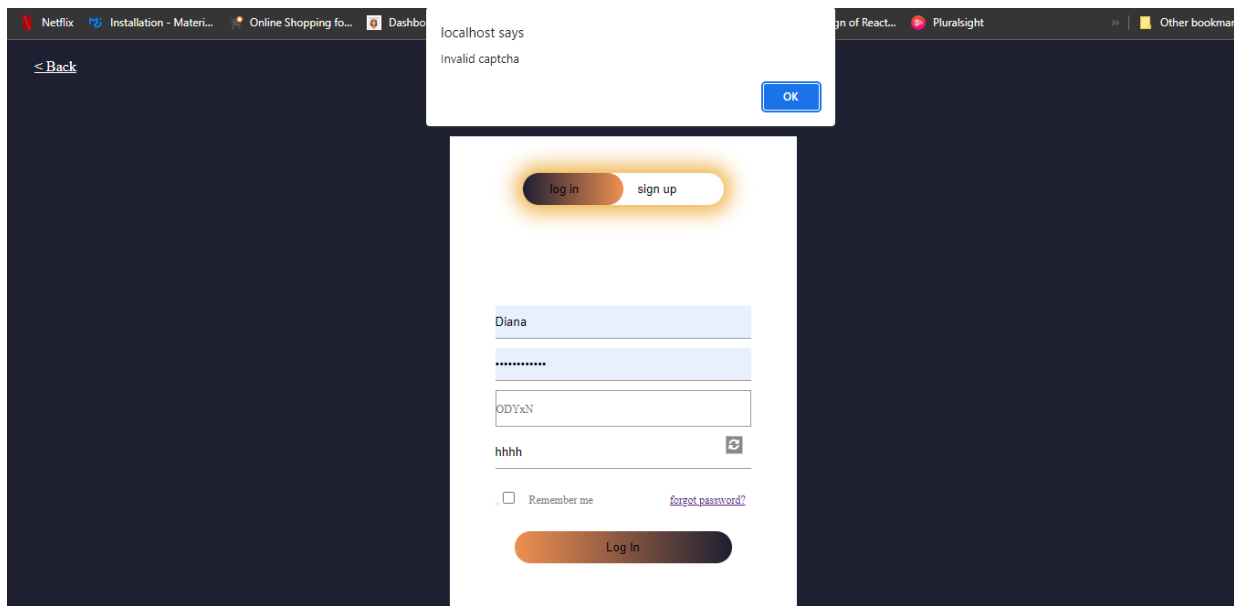 Netflix Installation - Materi... Online Shopping fo... Dashbo gn of React... Pluralsight » Other bookmar
localhost says
Invalid captcha
OK
< Back
log in sign up
Diana
••••••••••••
ODYxN
hhhh
Remember me forgot password?
Log In